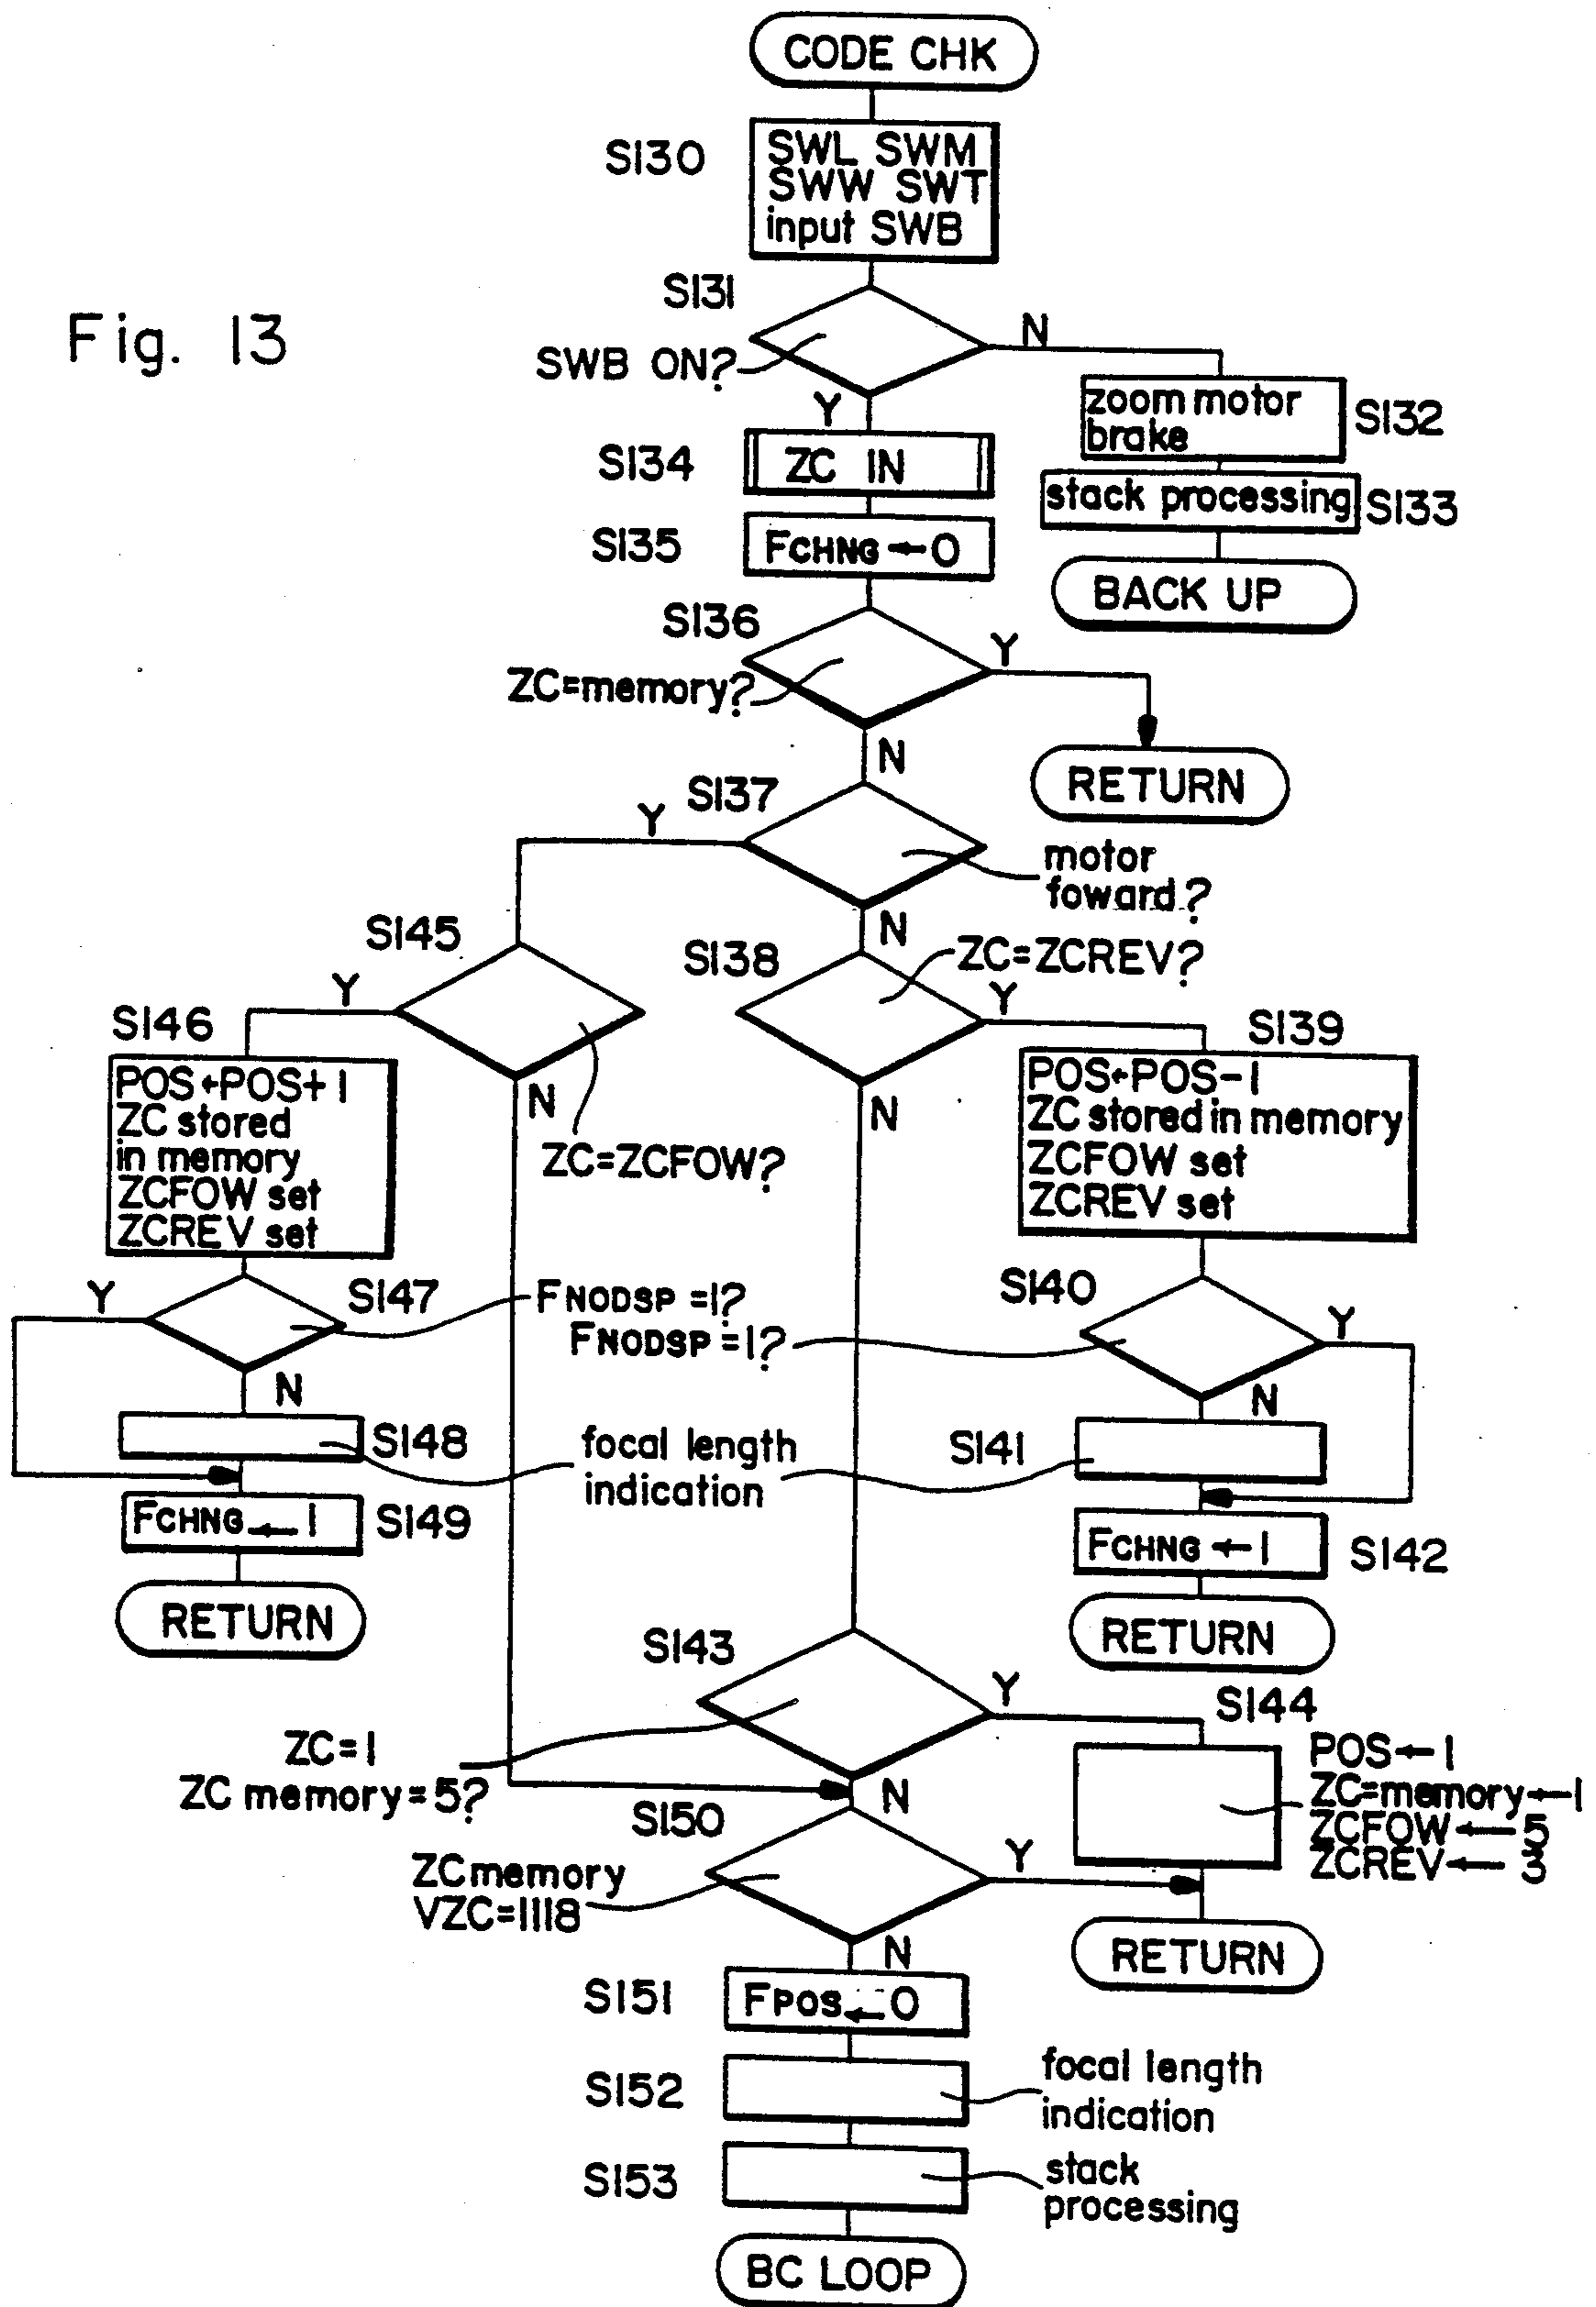 CODE CHK
S130
SWL SWM
SWW SWT
input SWB
Fig. 13
S131
SWB ON?
N
Y
zoom motor
brake
S132
S134
ZC IN
stack processing
S133
S135
FCHNG ← 0
BACK UP
S136
ZC=memory?
Y
N
RETURN
S137
Y
motor
foward?
N
S145
S138
ZC=ZCREV?
Y
Y
S146
S139
POS←POS+1
ZC stored
in memory
ZCFOW set
ZCREV set
N
ZC=ZCFOW?
N
POS←POS-1
ZC stored in memory
ZCFOW set
ZCREV set
Y
S147
FNODSP =1?
FNODSP =1?
S140
Y
N
N
S148
focal length
indication
S141
FCHNG ← 1
S149
FCHNG ← 1
S142
RETURN
RETURN
S143
Y
S144
ZC=1
ZC memory=5?
N
POS←1
ZC=memory←1
ZCFOW←5
ZCREV←3
S150
ZC memory
VZC=1118
Y
N
RETURN
S151
FPOS ← 0
S152
focal length
indication
S153
stack
processing
BC LOOP